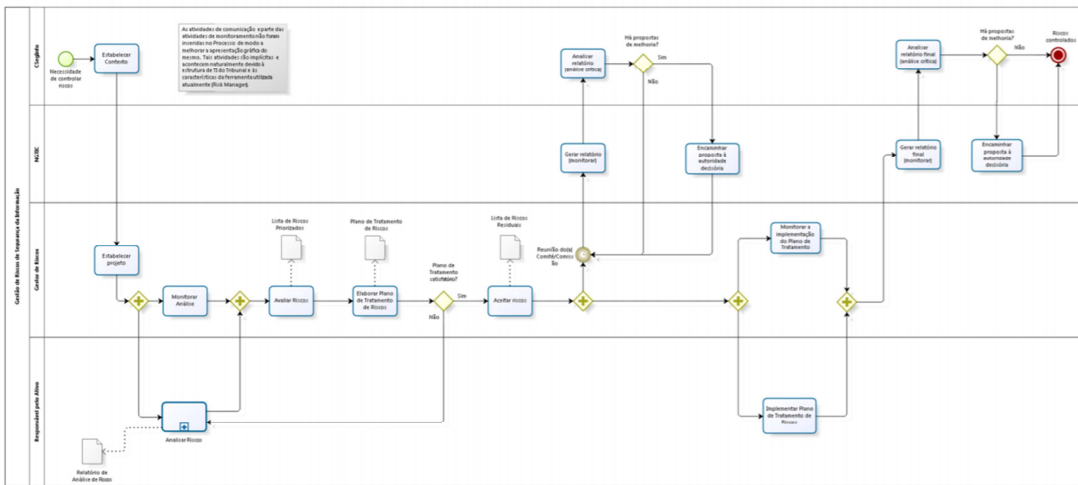 Gestão de Riscos de Segurança da Informação
CSegInfo
Necessidade
de controlar
riscos
Estabelecer
Contexto
As atividades de comunicação e parte das
atividades de monitoramento não foram
inseridas no Processo de modo a
melhorar a apresentação gráfica do
mesmo. Tais atividades são implícitas e
acontecem naturalmente devido à
estrutura de TI do Tribunal e às
características da ferramenta utilizada
atualmente (Risk Manager).
Analisar
relatório
(análise crítica)
Há propostas
de melhoria?
Sim
Não
Analisar
relatório final
(análise crítica)
Há propostas
de melhoria?
Não
Riscos
controlados
Gerar relatório
(monitorar)
Encaminhar
proposta à
autoridade
decisória
Gerar relatório
final
(monitorar)
Encaminhar
proposta à
autoridade
decisória
Gestor de Riscos
Estabelecer
projeto
Monitorar
Análise
Lista de Riscos
Priorizados
Avaliar Riscos
Plano de Tratamento
de Riscos
Elaborar Plano
de Tratamento
de Riscos
Plano de
Tratamento
satisfatório?
Sim
Não
Lista de Riscos
Residuais
Aceitar riscos
Reunião do(a)
Comitê/Comiss
ão
Monitorar a
implementação
do Plano de
Tratamento
Responsável pelo Ativo
Analisar Riscos
Relatório de
Análise de Risco
Implementar Plano
de Tratamento de
Riscos